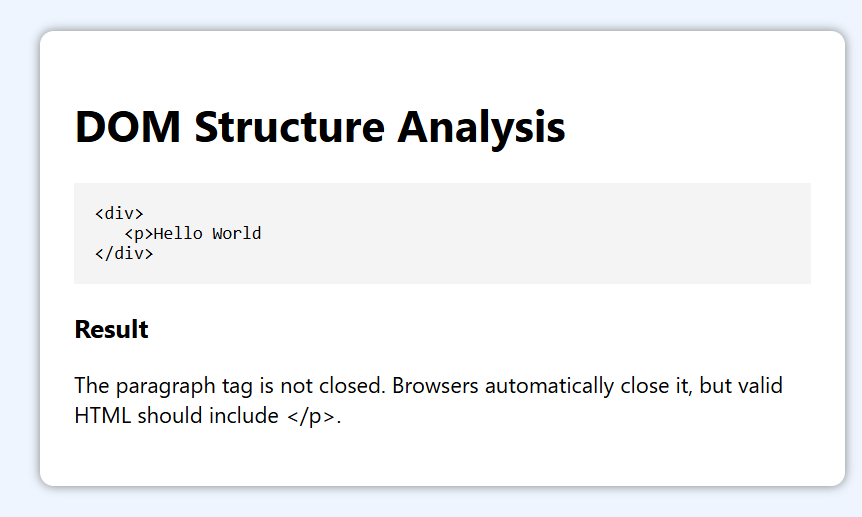 DOM Structure Analysis
<div>
   <p>Hello World
</div>
Result
The paragraph tag is not closed. Browsers automatically close it, but valid
HTML should include </p>.